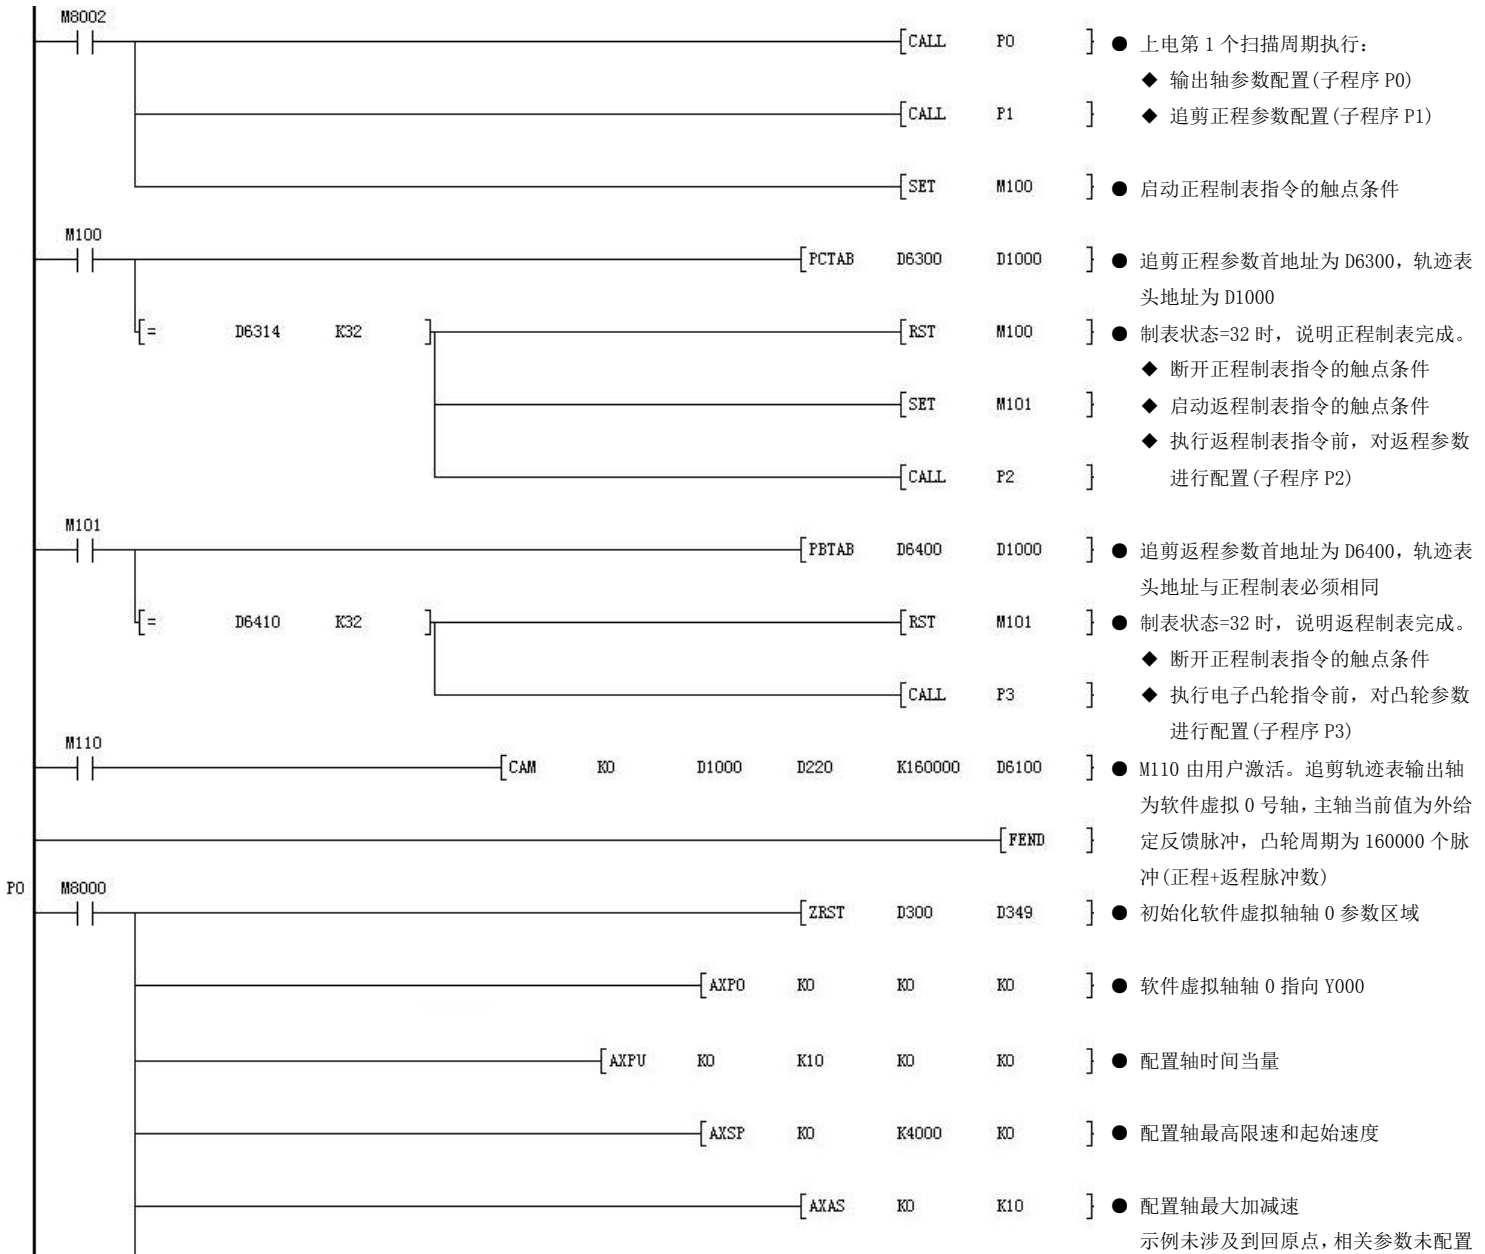 M8002
[CALL P0 ] ● 上电第 1 个扫描周期执行：
◆ 输出轴参数配置(子程序 P0)
[CALL P1 ] ◆ 追剪正程参数配置(子程序 P1)
[SET M100 ] ● 启动正程制表指令的触点条件
M100
[PCTAB D6300 D1000 ] ● 追剪正程参数首地址为 D6300，轨迹表
头地址为 D1000
[= D6314 K32 ] [RST M100 ] ● 制表状态=32 时，说明正程制表完成。
◆ 断开正程制表指令的触点条件
[SET M101 ] ◆ 启动返程制表指令的触点条件
◆ 执行返程制表指令前，对返程参数
[CALL P2 ] 进行配置(子程序 P2)
M101
[PBTAB D6400 D1000 ] ● 追剪返程参数首地址为 D6400，轨迹表
头地址与正程制表必须相同
[= D6410 K32 ] [RST M101 ] ● 制表状态=32 时，说明返程制表完成。
◆ 断开正程制表指令的触点条件
[CALL P3 ] ◆ 执行电子凸轮指令前，对凸轮参数
进行配置(子程序 P3)
M110
[CAM K0 D1000 D220 K160000 D6100 ] ● M110 由用户激活。追剪轨迹表输出轴
为软件虚拟 0 号轴，主轴当前值为外给
[FEND ] 定反馈脉冲，凸轮周期为 160000 个脉
冲(正程+返程脉冲数)
P0 M8000
[ZRST D300 D349 ] ● 初始化软件虚拟轴轴 0 参数区域
[AXPO K0 K0 K0 ] ● 软件虚拟轴轴 0 指向 Y000
[AXPU K0 K10 K0 K0 ] ● 配置轴时间当量
[AXSP K0 K4000 K0 ] ● 配置轴最高限速和起始速度
[AXAS K0 K10 ] ● 配置轴最大加减速
示例未涉及到回原点，相关参数未配置